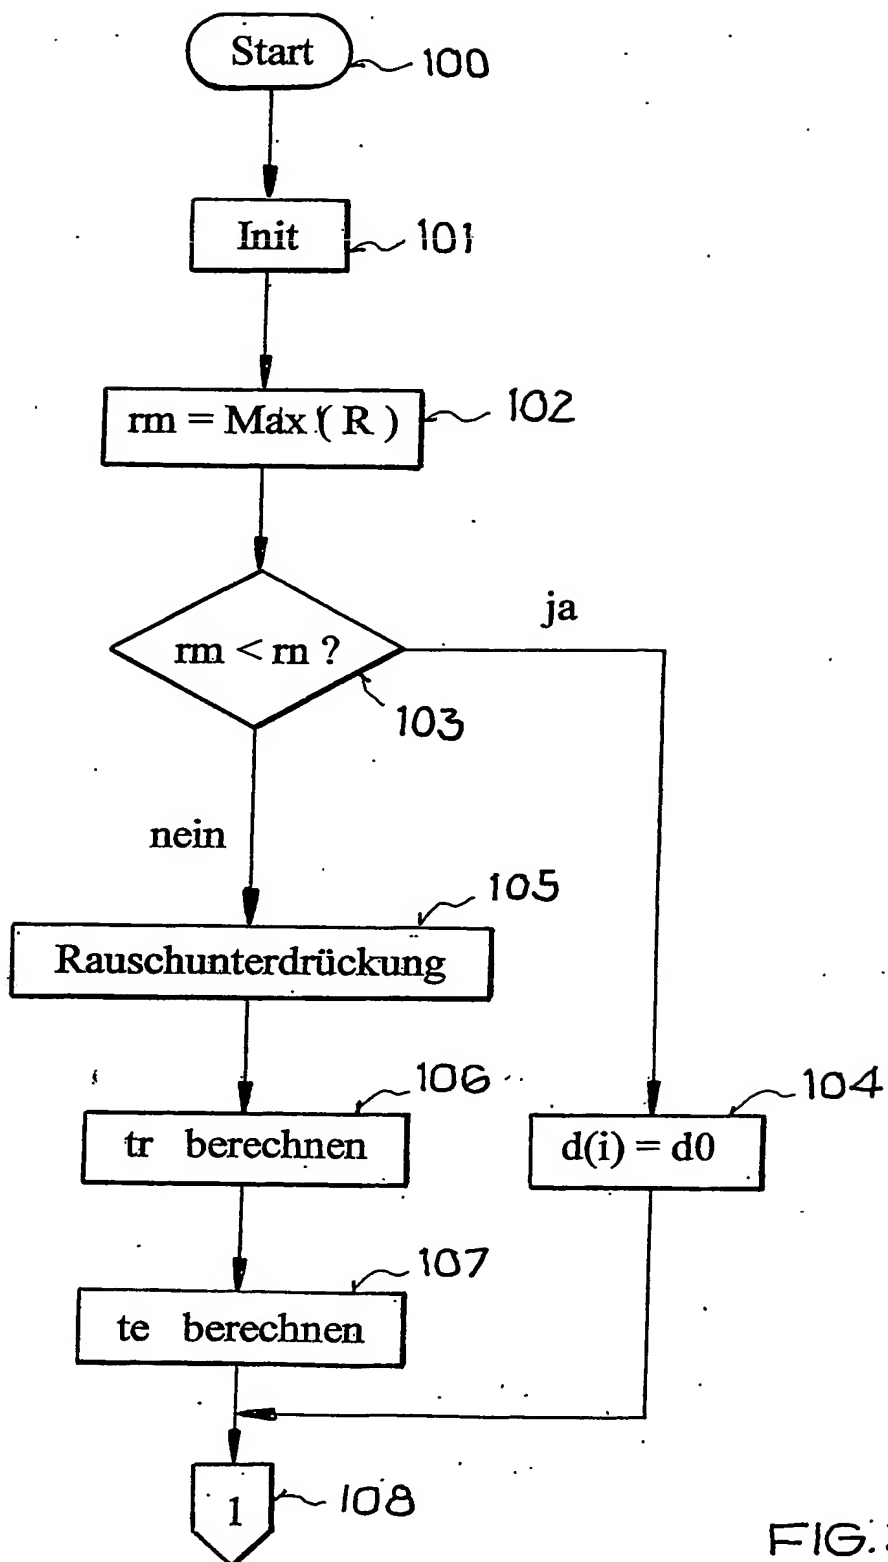 Start
100
Init
101
rm = Max ( R )
102
rm < rn ?
ja
103
nein
105
Rauschunterdrückung
106
104
tr berechnen
d(i) = d0
107
te berechnen
1
108
FIG.